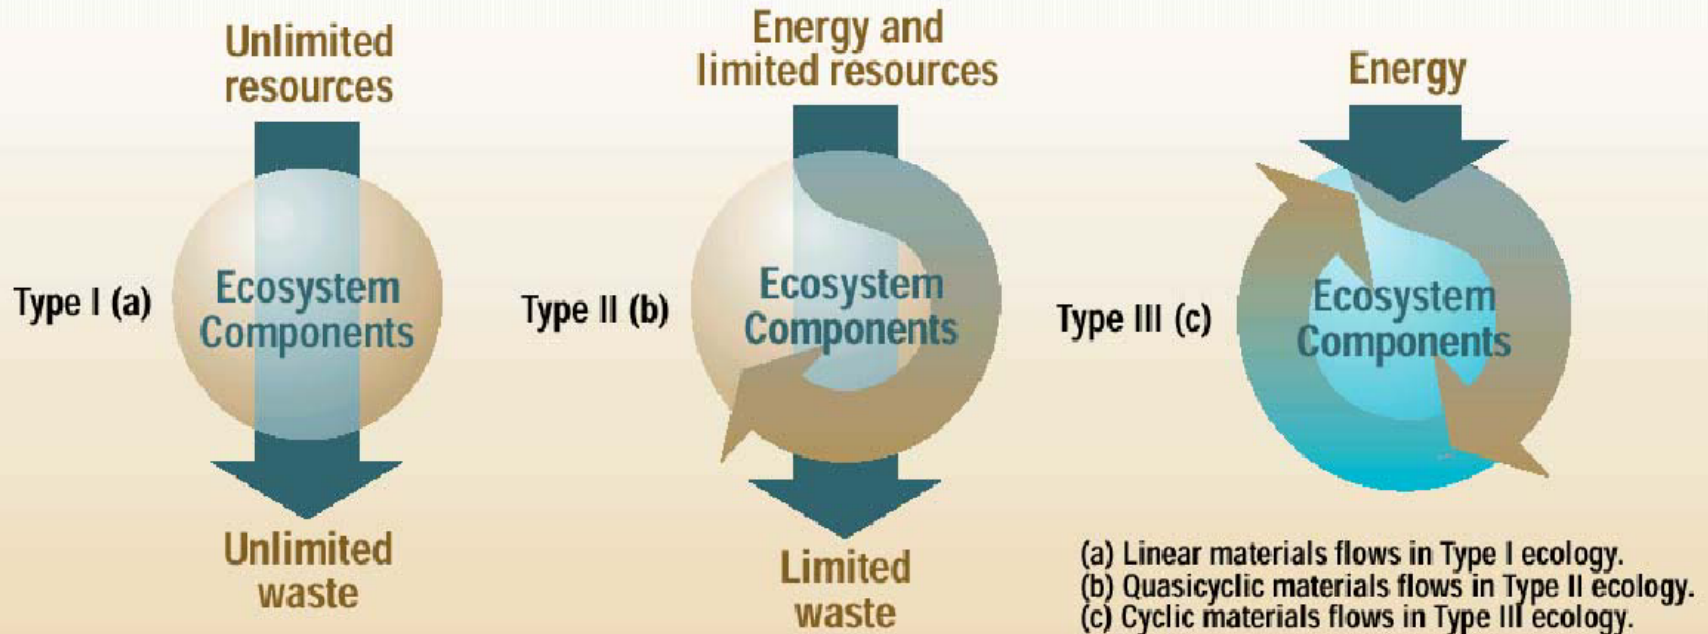 Unlimited
resources
Type I (a)
Ecosystem
Components
Unlimited
waste
Energy and
limited resources
Type II (b)
Ecosystem
Components
Limited
waste
Energy
Type III (c)
Ecosystem
Components
(a) Linear materials flows in Type I ecology.
(b) Quasicyclic materials flows in Type II ecology.
(c) Cyclic materials flows in Type III ecology.